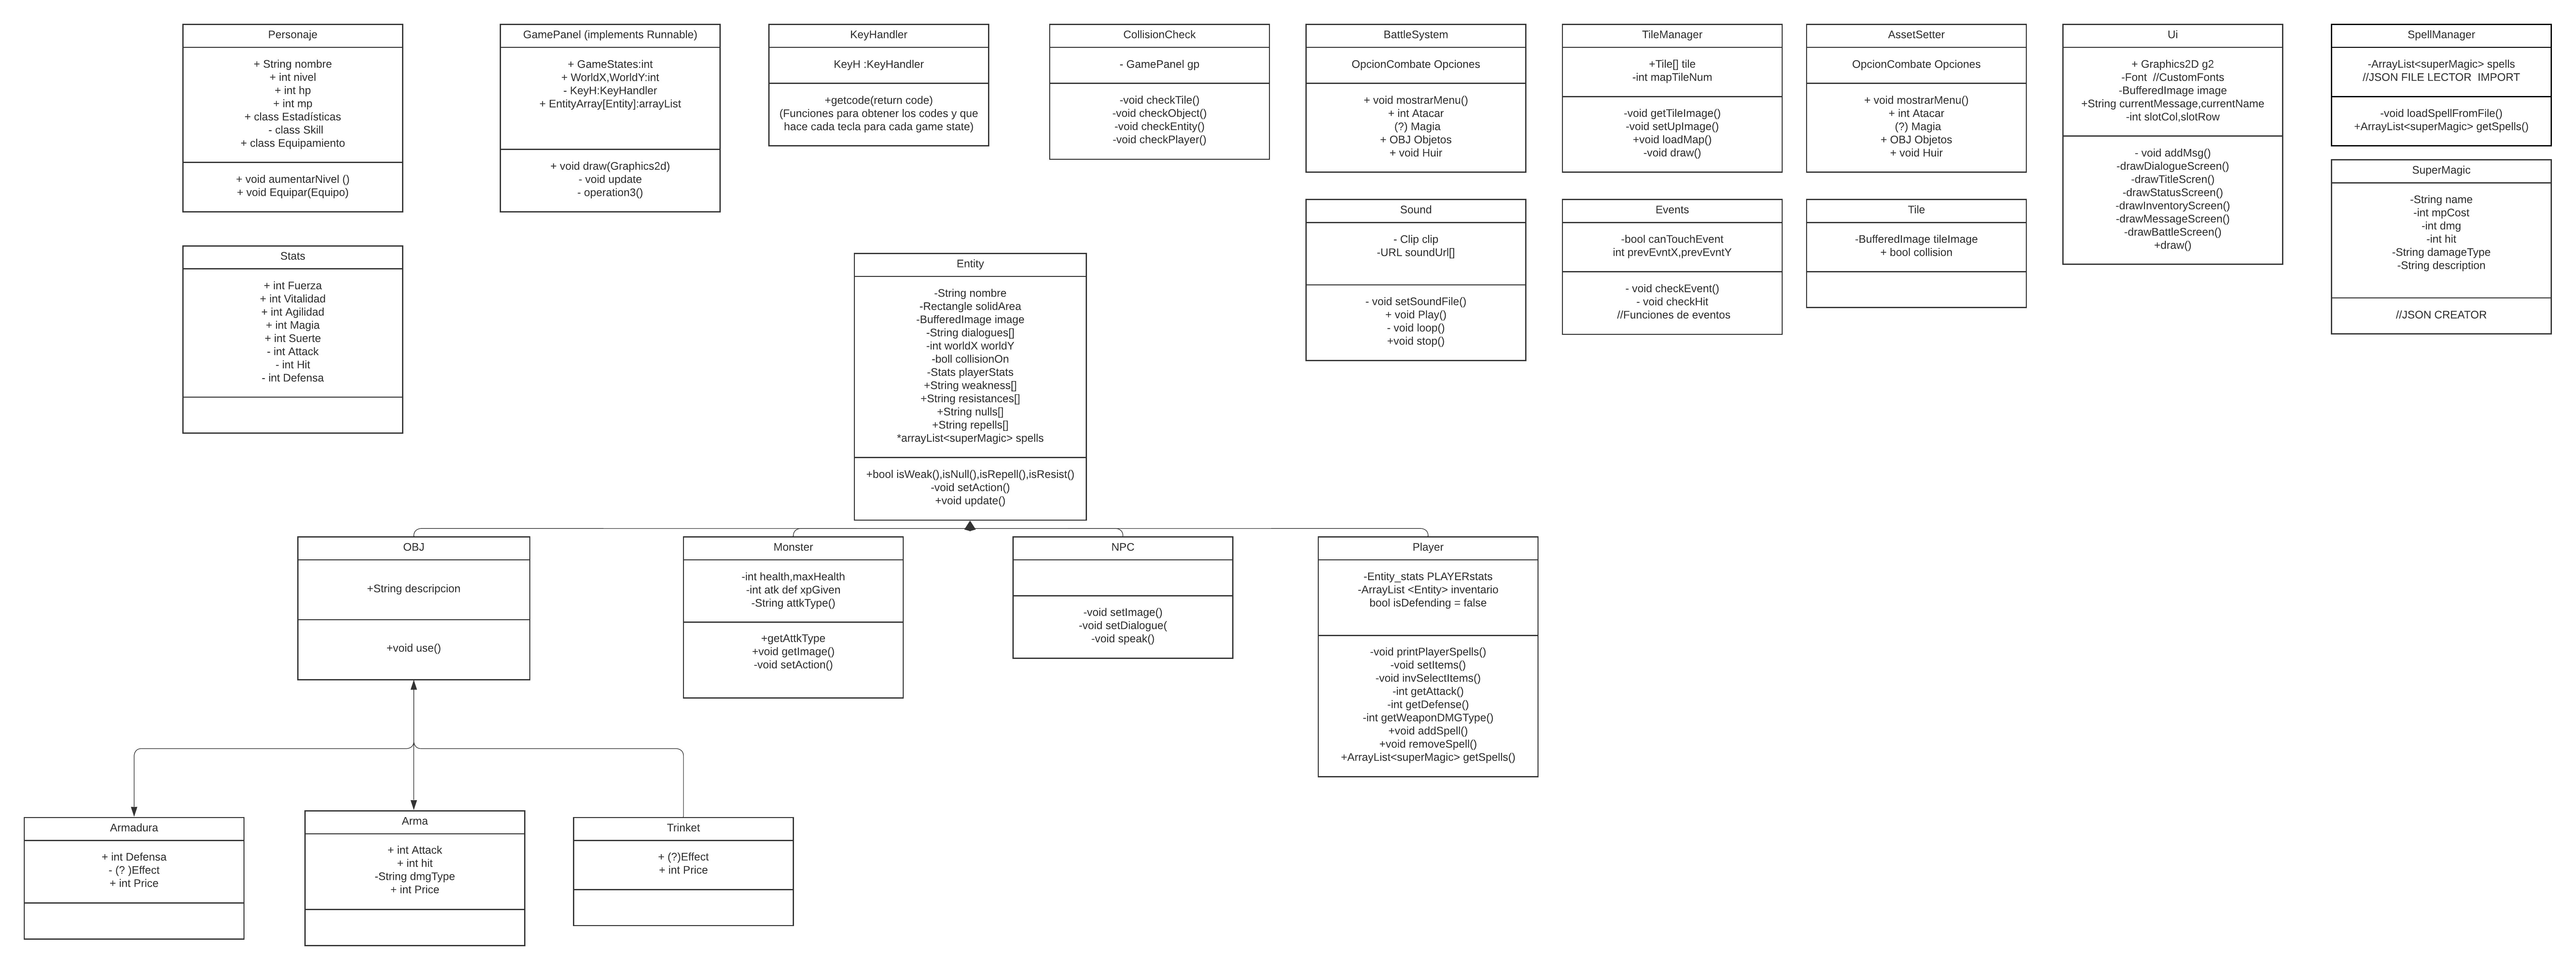 Personaje
+ String nombre
+ int nivel
+ int hp
+ int mp
+ class Estadísticas
- class Skill
+ class Equipamiento
+ void aumentarNivel ()
+ void Equipar(Equipo)
GamePanel (implements Runnable)
+ GameStates:int
+ WorldX,WorldY:int
- KeyH:KeyHandler
+ EntityArray[Entity]:arrayList
+ void draw(Graphics2d)
- void update
- operation3()
KeyHandler
KeyH :KeyHandler
+getcode(return code)
(Funciones para obtener los codes y que
hace cada tecla para cada game state)
CollisionCheck
- GamePanel gp
-void checkTile()
-void checkObject()
-void checkEntity()
-void checkPlayer()
BattleSystem
OpcionCombate Opciones
+ void mostrarMenu()
+ int Atacar
(?) Magia
+ OBJ Objetos
+ void Huir
TileManager
+Tile[] tile
-int mapTileNum
-void getTileImage()
-void setUpImage()
+void loadMap()
-void draw()
AssetSetter
OpcionCombate Opciones
+ void mostrarMenu()
+ int Atacar
(?) Magia
+ OBJ Objetos
+ void Huir
Ui
+ Graphics2D g2
-Font  //CustomFonts
-BufferedImage image
+String currentMessage,currentName
-int slotCol,slotRow
- void addMsg()
-drawDialogueScreen()
-drawTitleScren()
-drawStatusScreen()
-drawInventoryScreen()
-drawMessageScreen()
-drawBattleScreen()
+draw()
SpellManager
-ArrayList<superMagic> spells
//JSON FILE LECTOR  IMPORT
-void loadSpellFromFile()
+ArrayList<superMagic> getSpells()
SuperMagic
-String name
-int mpCost
-int dmg
-int hit
-String damageType
-String description
//JSON CREATOR
Sound
- Clip clip
-URL soundUrl[]
- void setSoundFile()
+ void Play()
- void loop()
+void stop()
Events
-bool canTouchEvent
int prevEvntX,prevEvntY
- void checkEvent()
- void checkHit
//Funciones de eventos
Tile
-BufferedImage tileImage
+ bool collision
Stats
+ int Fuerza
+ int Vitalidad
+ int Agilidad
+ int Magia
+ int Suerte
- int Attack
- int Hit
- int Defensa
Entity
-String nombre
-Rectangle solidArea
-BufferedImage image
-String dialogues[]
-int worldX worldY
-boll collisionOn
-Stats playerStats
+String weakness[]
+String resistances[]
+String nulls[]
+String repells[]
*arrayList<superMagic> spells
+bool isWeak(),isNull(),isRepell(),isResist()
-void setAction()
+void update()
OBJ
+String descripcion
+void use()
Monster
-int health,maxHealth
-int atk def xpGiven
-String attkType()
+getAttkType
+void getImage()
-void setAction()
NPC
-void setImage()
-void setDialogue(
-void speak()
Player
-Entity_stats PLAYERstats
-ArrayList <Entity> inventario
bool isDefending = false
-void printPlayerSpells()
-void setItems()
-void invSelectItems()
-int getAttack()
-int getDefense()
-int getWeaponDMGType()
+void addSpell()
+void removeSpell()
+ArrayList<superMagic> getSpells()
Armadura
+ int Defensa
- (? )Effect
+ int Price
Arma
+ int Attack
+ int hit
-String dmgType
+ int Price
Trinket
+ (?)Effect
+ int Price